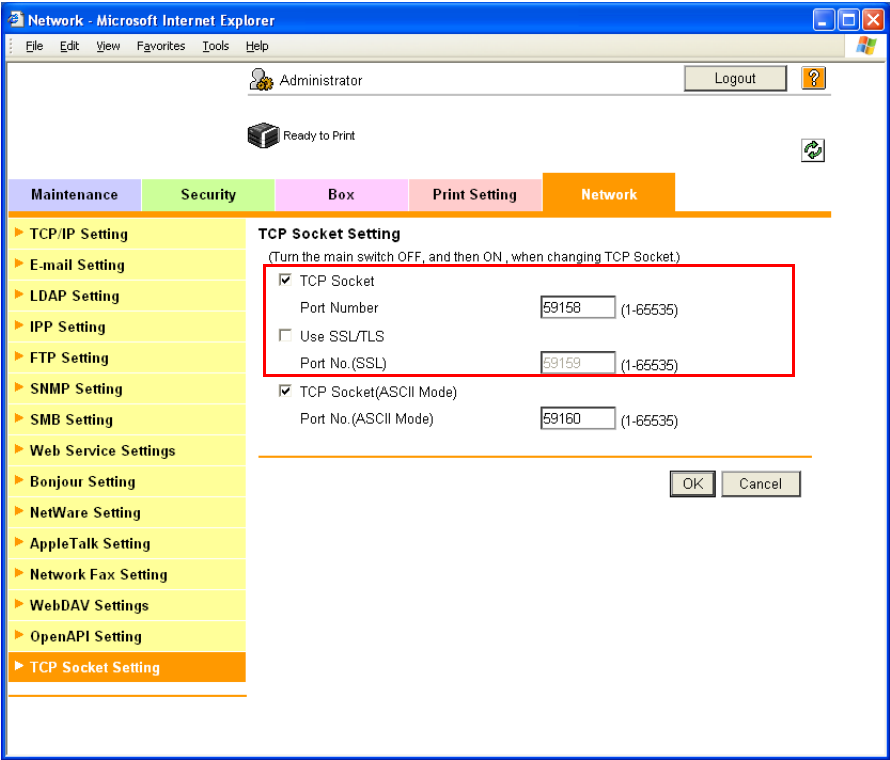 Network - Microsoft Internet Explorer
File Edit View Favorites Tools Help
Administrator Logout ?
Ready to Print
Maintenance Security Box Print Setting Network
TCP/IP Setting
E-mail Setting
LDAP Setting
IPP Setting
FTP Setting
SNMP Setting
SMB Setting
Web Service Settings
Bonjour Setting
NetWare Setting
AppleTalk Setting
Network Fax Setting
WebDAV Settings
OpenAPI Setting
TCP Socket Setting
TCP Socket Setting
(Turn the main switch OFF, and then ON , when changing TCP Socket.)
TCP Socket
Port Number 59158 (1-65535)
Use SSL/TLS
Port No.(SSL) 59159 (1-65535)
TCP Socket(ASCII Mode)
Port No.(ASCII Mode) 59160 (1-65535)
OK Cancel